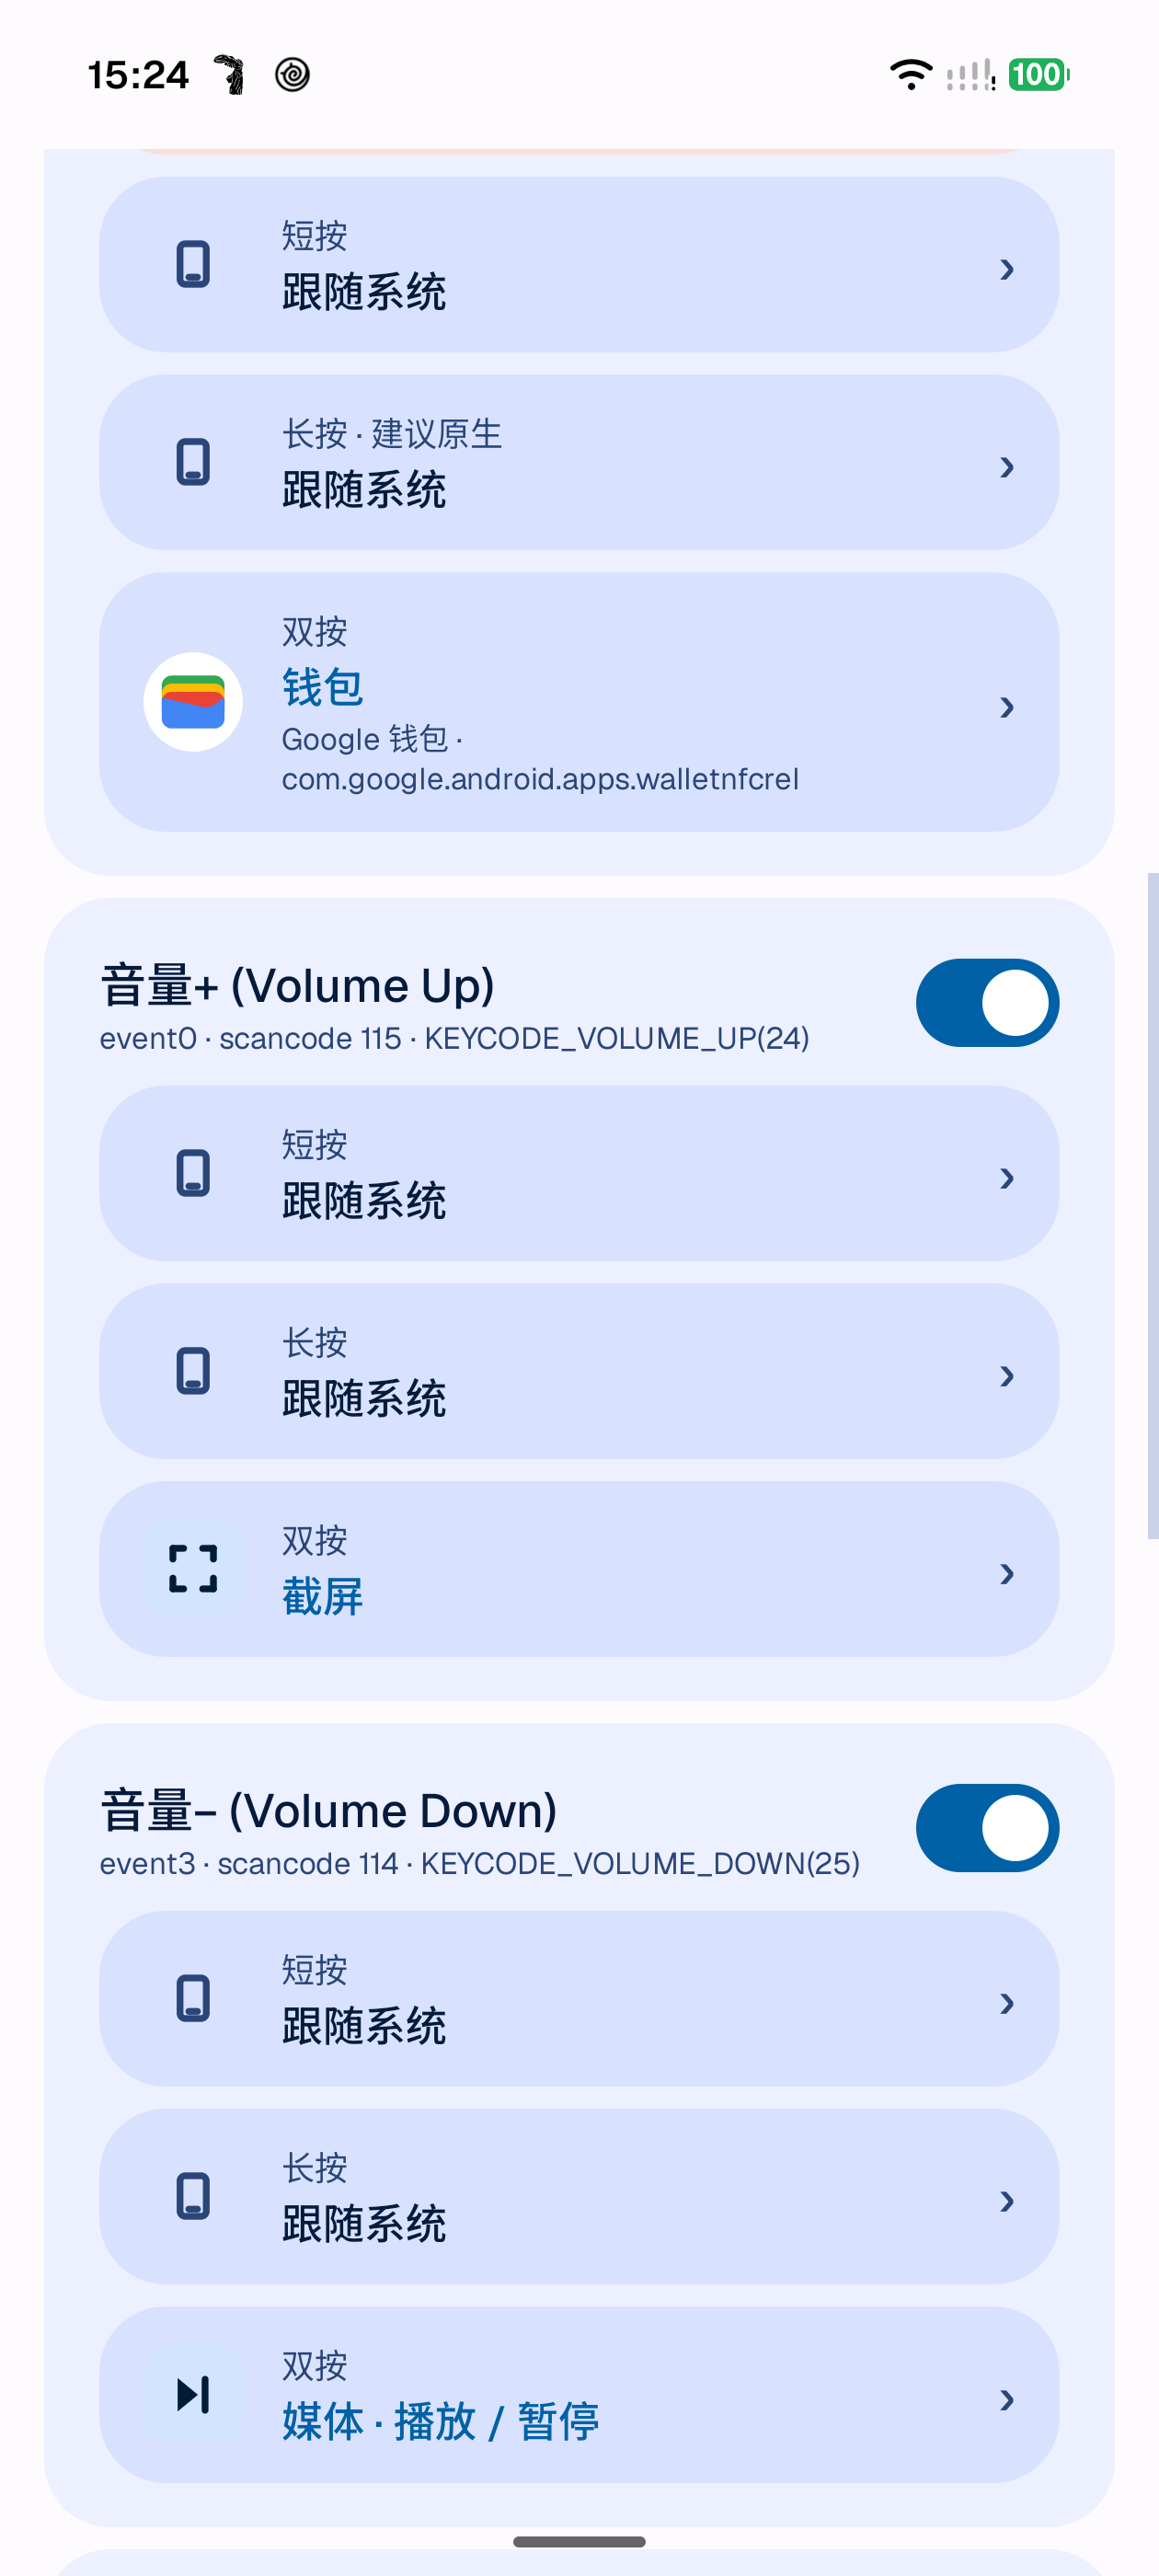 15:24
100
短按
跟随系统
长按 · 建议原生
跟随系统
双按
钱包
Google 钱包 ·
com.google.android.apps.walletnfcrel
音量+ (Volume Up)
event0 · scancode 115 · KEYCODE_VOLUME_UP(24)
短按
跟随系统
长按
跟随系统
双按
截屏
音量– (Volume Down)
event3 · scancode 114 · KEYCODE_VOLUME_DOWN(25)
短按
跟随系统
长按
跟随系统
双按
媒体 · 播放 / 暂停